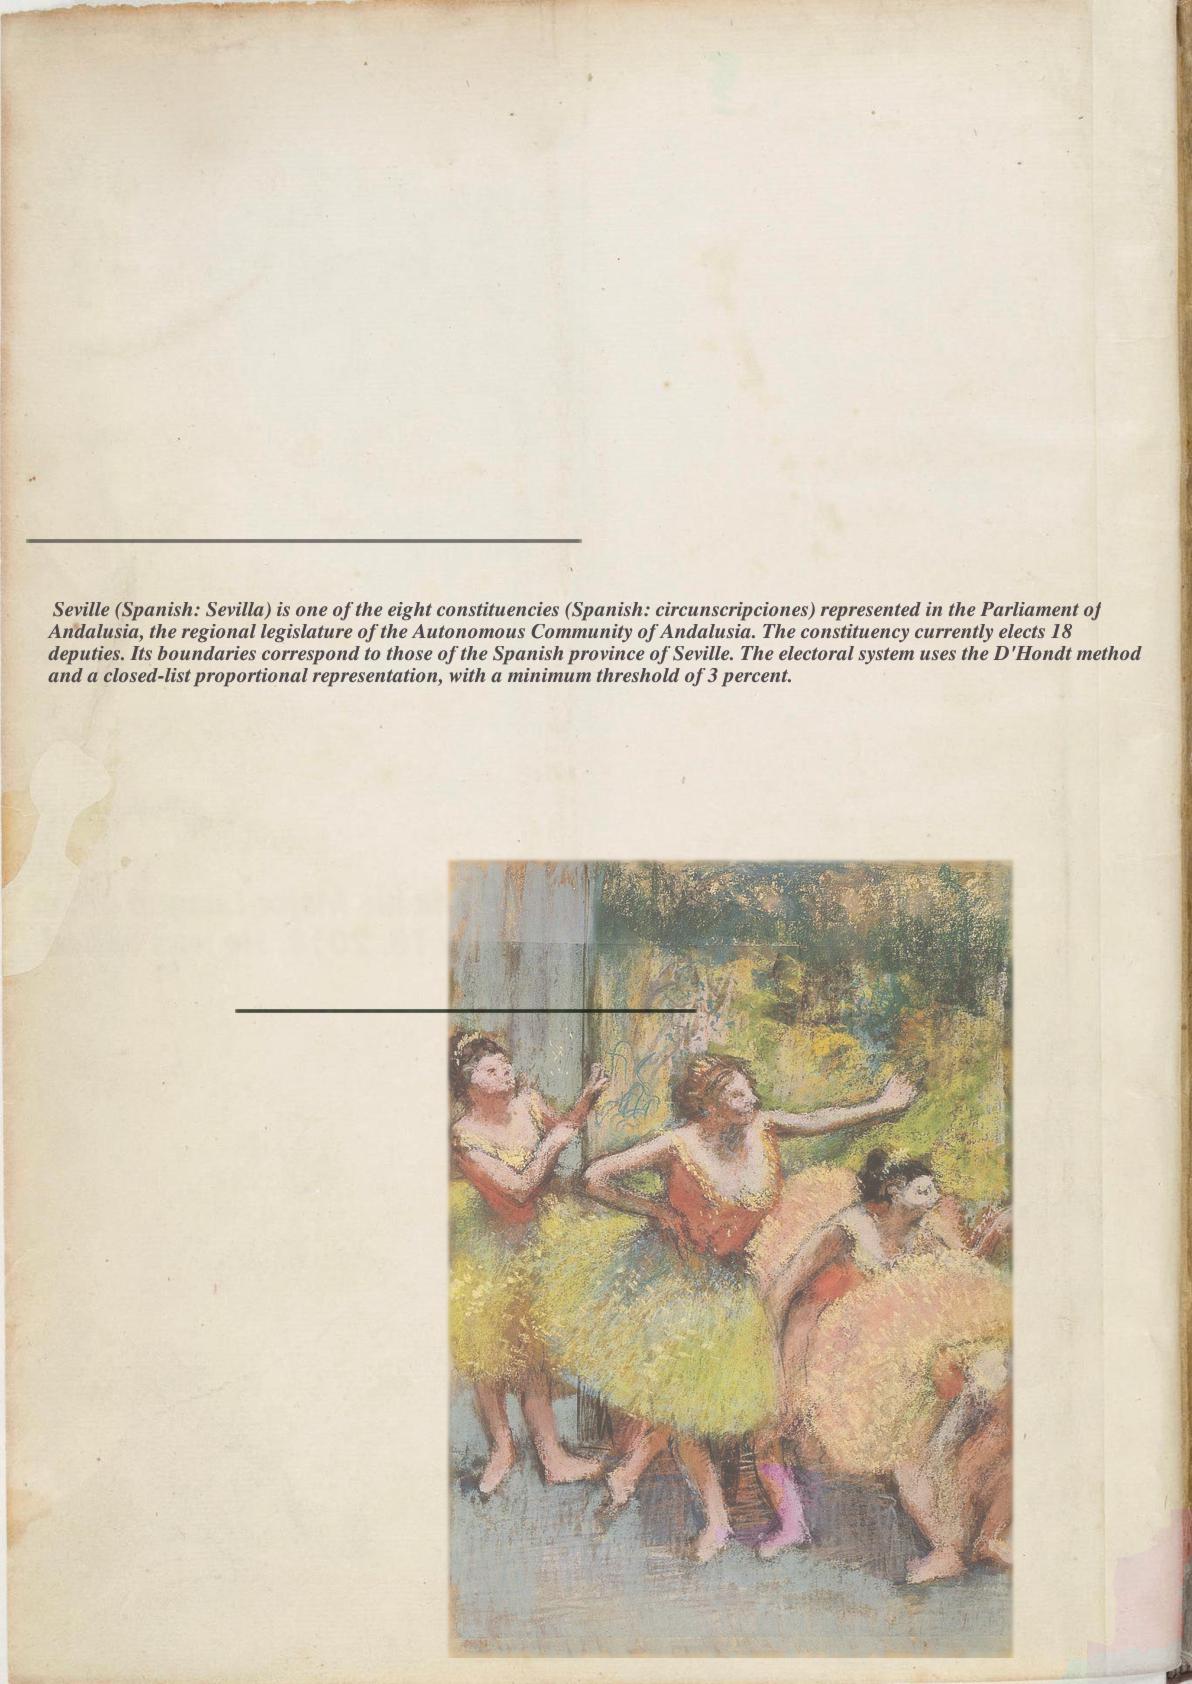 Seville (Spanish: Sevilla) is one of the eight constituencies (Spanish: circunscripciones) represented in the Parliament of
Andalusia, the regional legislature of the Autonomous Community of Andalusia. The constituency currently elects 18
deputies. Its boundaries correspond to those of the Spanish province of Seville. The electoral system uses the D'Hondt method
and a closed-list proportional representation, with a minimum threshold of 3 percent.